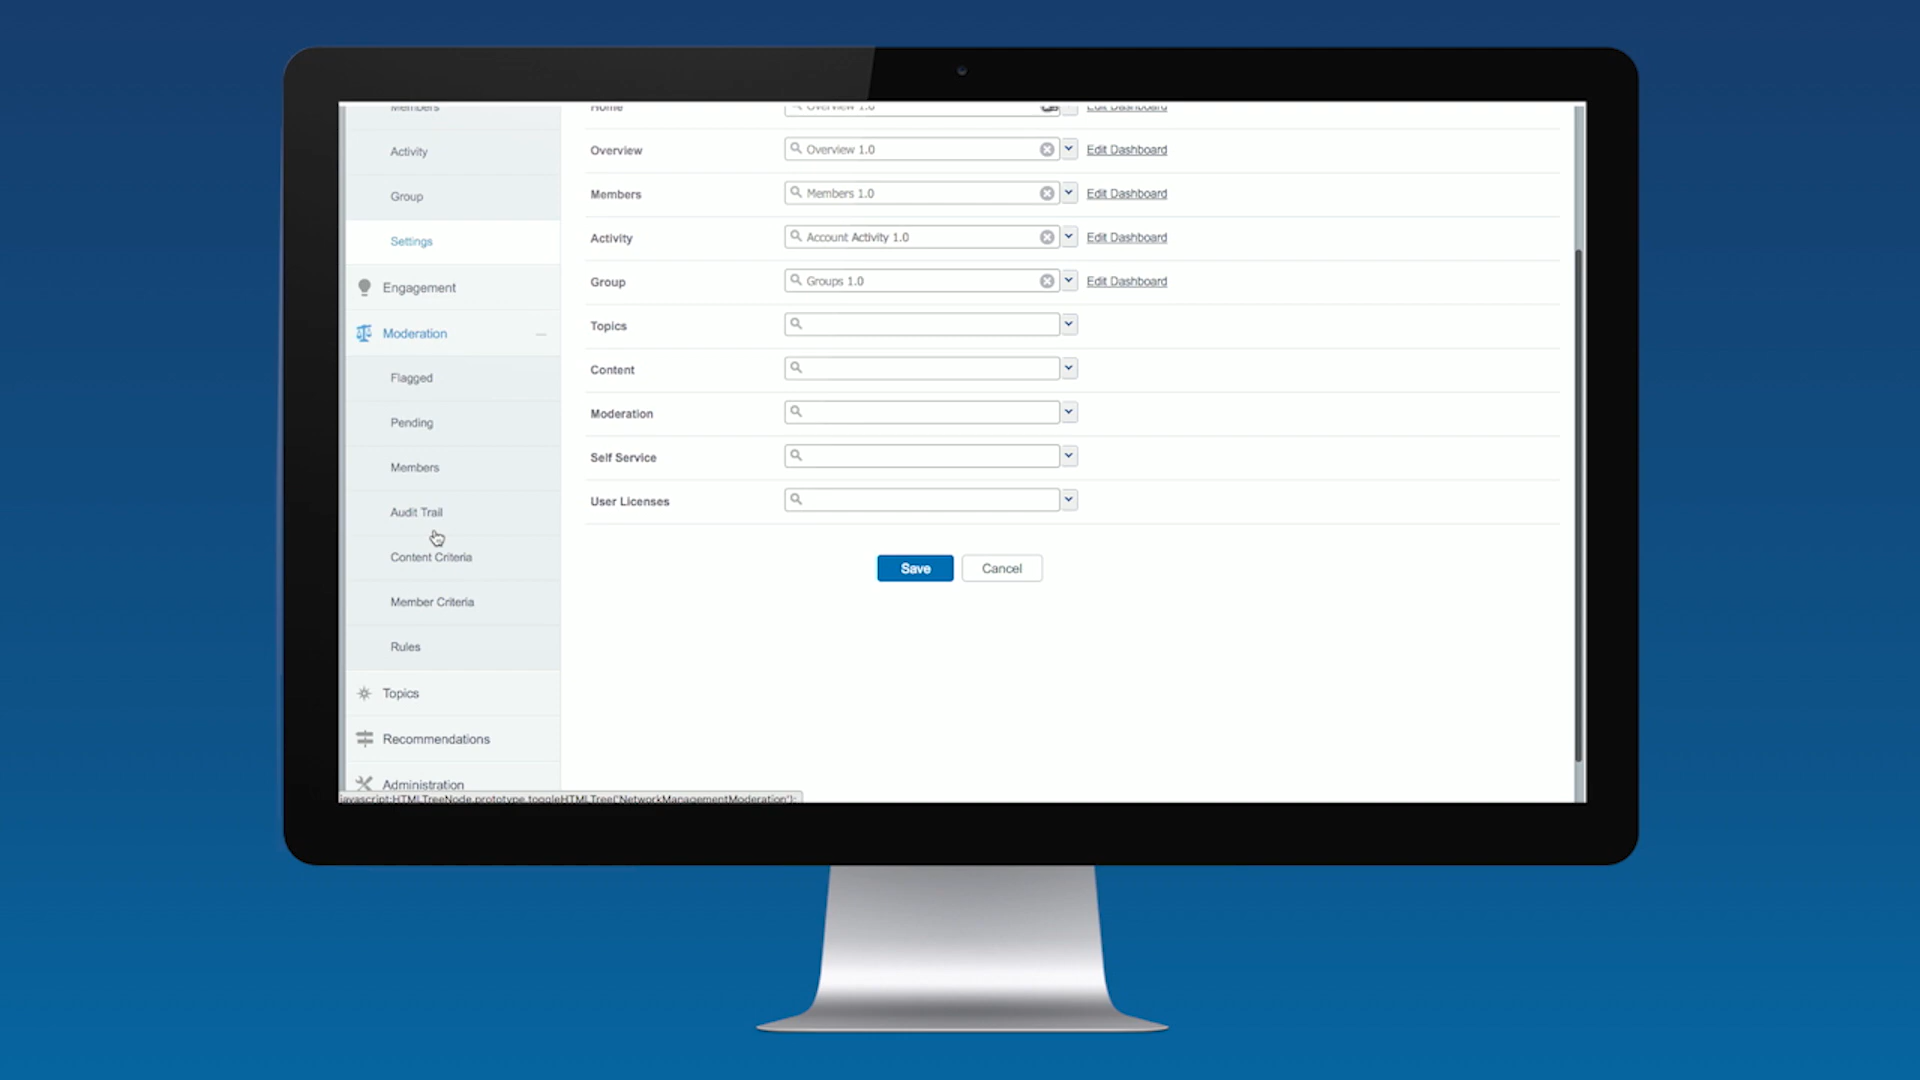 Members
Activity
Group
Settings
Engagement
Moderation
Flagged
Pending
Members
Audit Trail
Content Criteria
Member Criteria
Rules
Topics
Recommendations
Administration
javascript:HTMLTreeNode.prototype.toggleHTMLTree('NetworkManagementModeration');
Home Overview 1.0 Edit Dashboard
Overview Overview 1.0 Edit Dashboard
Members Members 1.0 Edit Dashboard
Activity Account Activity 1.0 Edit Dashboard
Group Groups 1.0 Edit Dashboard
Topics
Content
Moderation
Self Service
User Licenses
Save Cancel